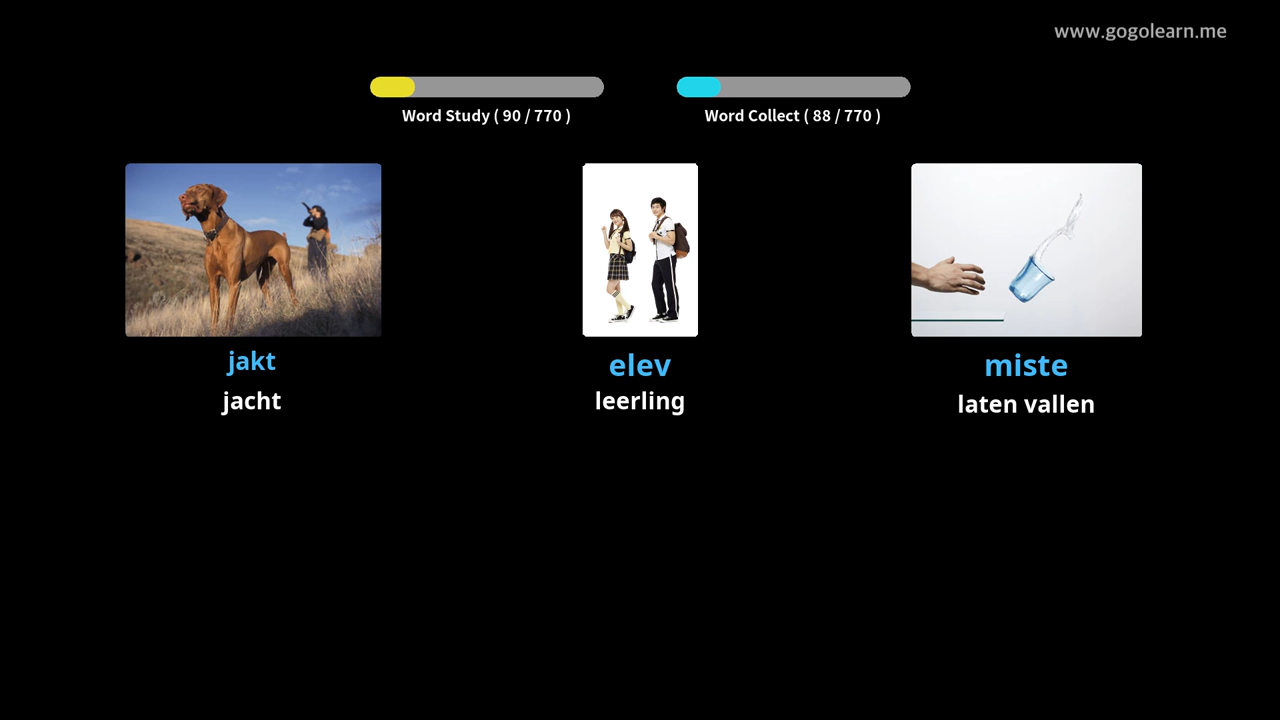 www.gogolearn.me
Word Study ( 90 / 770 )
Word Collect ( 88 / 770 )
jakt
jacht
elev
leerling
miste
laten vallen